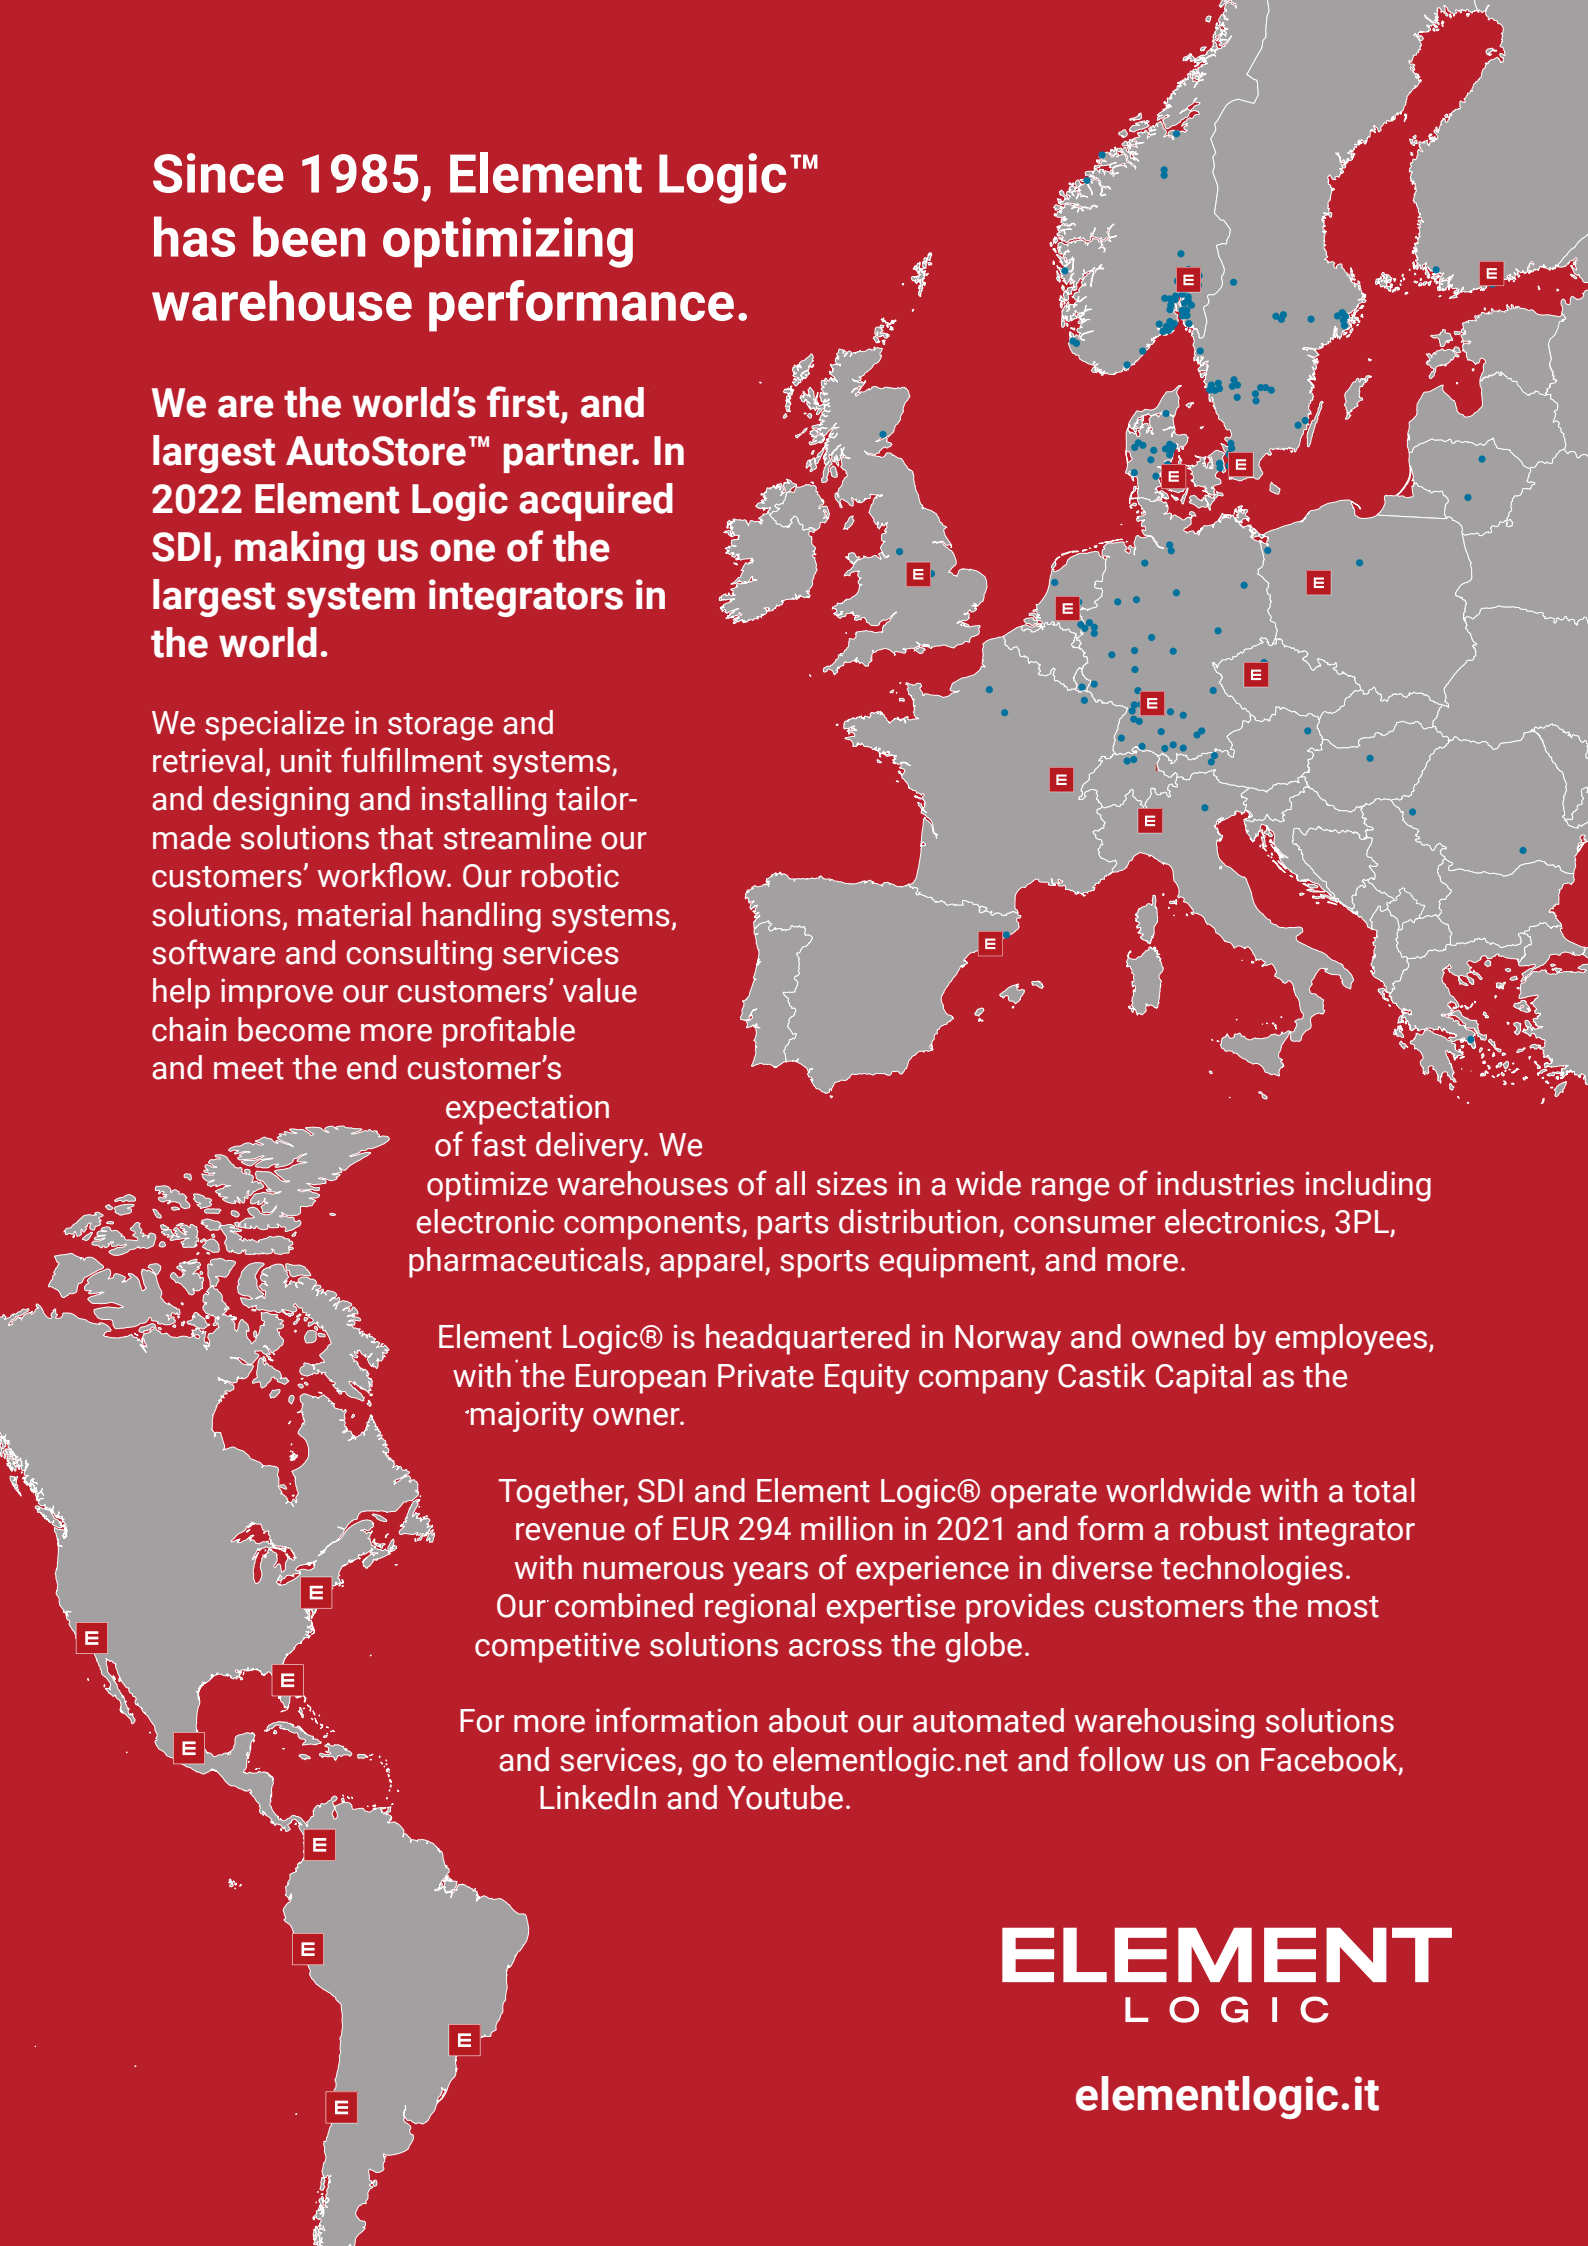 Since 1985, Element Logic™
has been optimizing
warehouse performance.
We are the world's first, and
largest AutoStore™ partner. In
2022 Element Logic acquired
SDI, making us one of the
largest system integrators in
the world.
We specialize in storage and
retrieval, unit fulfillment systems,
and designing and installing tailor-
made solutions that streamline our
customers' workflow. Our robotic
solutions, material handling systems,
software and consulting services
help improve our customers' value
chain become more profitable
and meet the end customer's
expectation
of fast delivery. We
optimize warehouses of all sizes in a wide range of industries including
electronic components, parts distribution, consumer electronics, 3PL,
pharmaceuticals, apparel, sports equipment, and more.
Element Logic® is headquartered in Norway and owned by employees,
with the European Private Equity company Castik Capital as the
majority owner.
Together, SDI and Element Logic® operate worldwide with a total
revenue of EUR 294 million in 2021 and form a robust integrator
with numerous years of experience in diverse technologies.
Our combined regional expertise provides customers the most
competitive solutions across the globe.
For more information about our automated warehousing solutions
and services, go to elementlogic.net and follow us on Facebook,
LinkedIn and Youtube.
ELEMENT
LOGIC
elementlogic.it